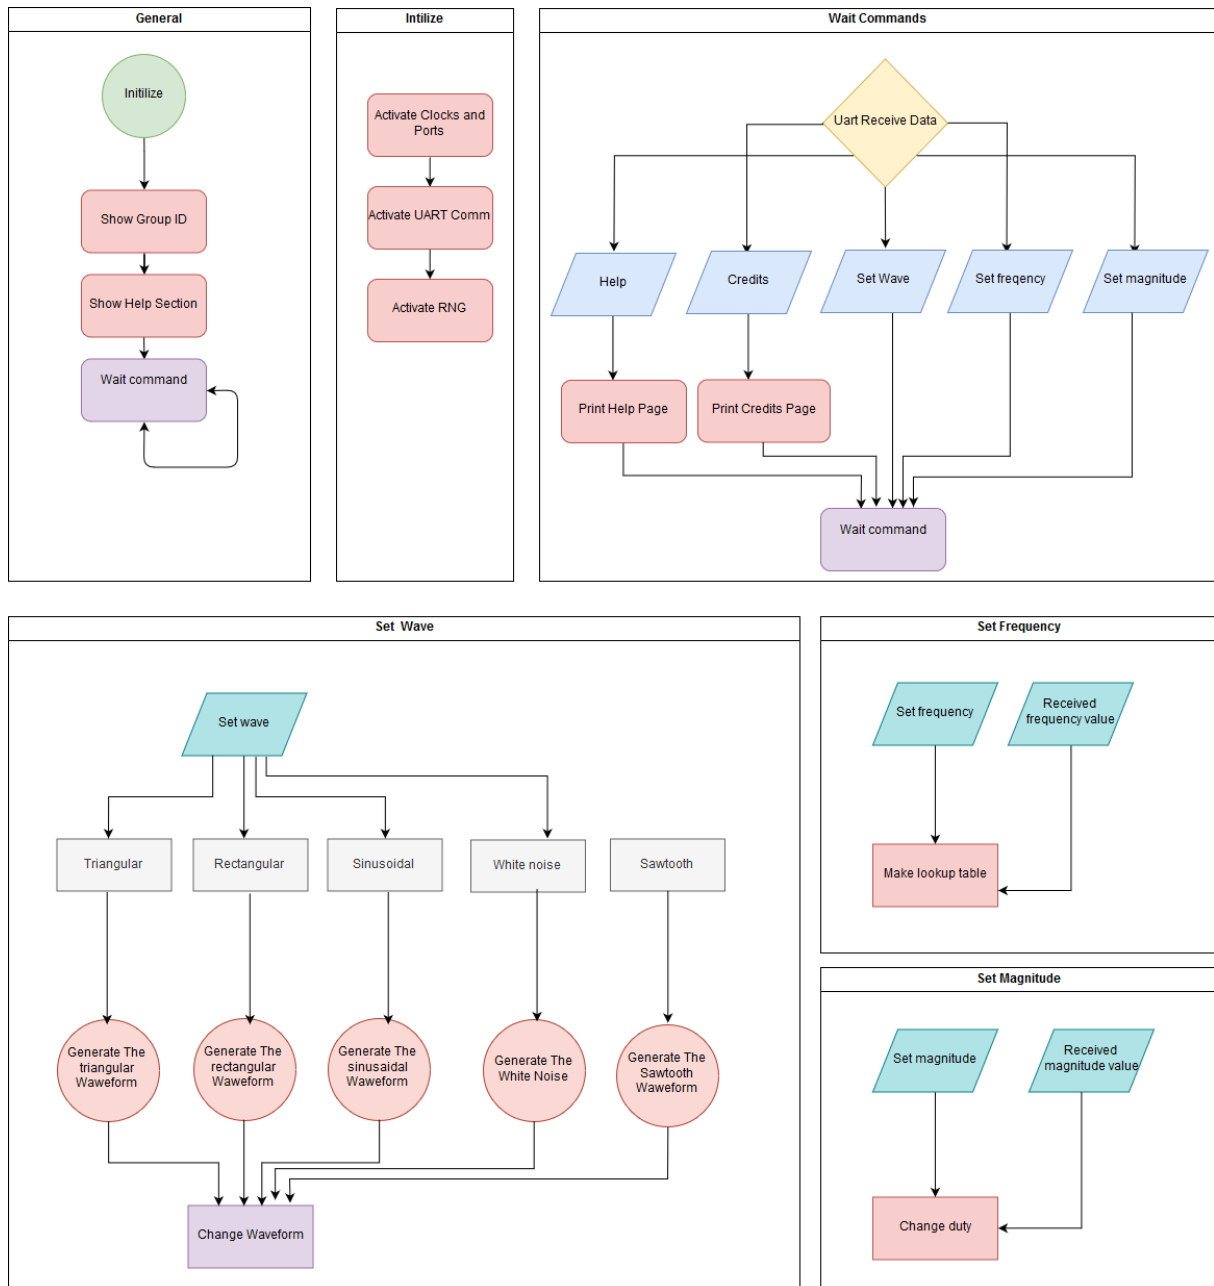 General
Initilize
Show Group ID
Show Help Section
Wait command
Intilize
Activate Clocks and
Ports
Activate UART Comm
Activate RNG
Wait Commands
Uart Receive Data
Help
Credits
Set Wave
Set freqency
Set magnitude
Print Help Page
Print Credits Page
Wait command
Set Wave
Set wave
Triangular
Rectangular
Sinusoidal
White noise
Sawtooth
Generate The
triangular
Waweform
Generate The
rectangular
Waweform
Generate The
sinusaidal
Waweform
Generate The
White Noise
Generate The
Sawtooth
Waweform
Change Waweform
Set Frequency
Set frequency
Received
frequency value
Make lookup table
Set Magnitude
Set magnitude
Received
magnitude value
Change duty